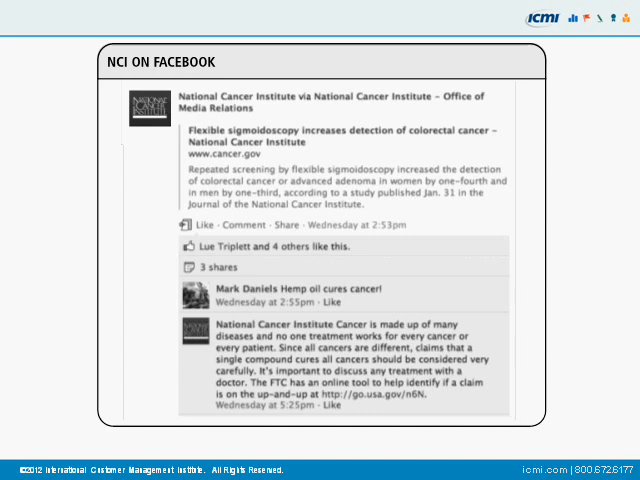 ICMI
NCI ON FACEBOOK
NATIONAL
CANCER
INSTITUTE
National Cancer Institute via National Cancer Institute – Office of
Media Relations
Flexible sigmoidoscopy increases detection of colorectal cancer –
National Cancer Institute
www.cancer.gov
Repeated screening by flexible sigmoidoscopy increased the detection
of colorectal cancer or advanced adenoma in women by one-fourth and
in men by one-third, according to a study published Jan. 31 in the
Journal of the National Cancer Institute.
Like · Comment · Share · Wednesday at 2:53pm
Lue Triplett and 4 others like this.
3 shares
Mark Daniels Hemp oil cures cancer!
Wednesday at 2:55pm · Like
National Cancer Institute Cancer is made up of many
diseases and no one treatment works for every cancer or
every patient. Since all cancers are different, claims that a
single compound cures all cancers should be considered very
carefully. It's important to discuss any treatment with a
doctor. The FTC has an online tool to help identify if a claim
is on the up-and-up at http://go.usa.gov/n6N.
Wednesday at 5:25pm · Like
©2012 International Customer Management Institute. All Rights Reserved.
icmi.com | 800.672.6177